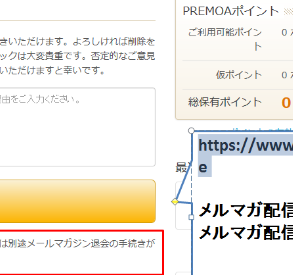 PREMOAポイント
きいただけます。よろしければ削除を
ックは大変貴重です。否定的なご意見
いただけますと幸いです。
ご利用可能ポイント
0
仮ポイント
0
総保有ポイント
0
由をご入力ください。
https://www
e
最
メルマガ配信
メルマガ配信
は別途メールマガジン退会の手続きが